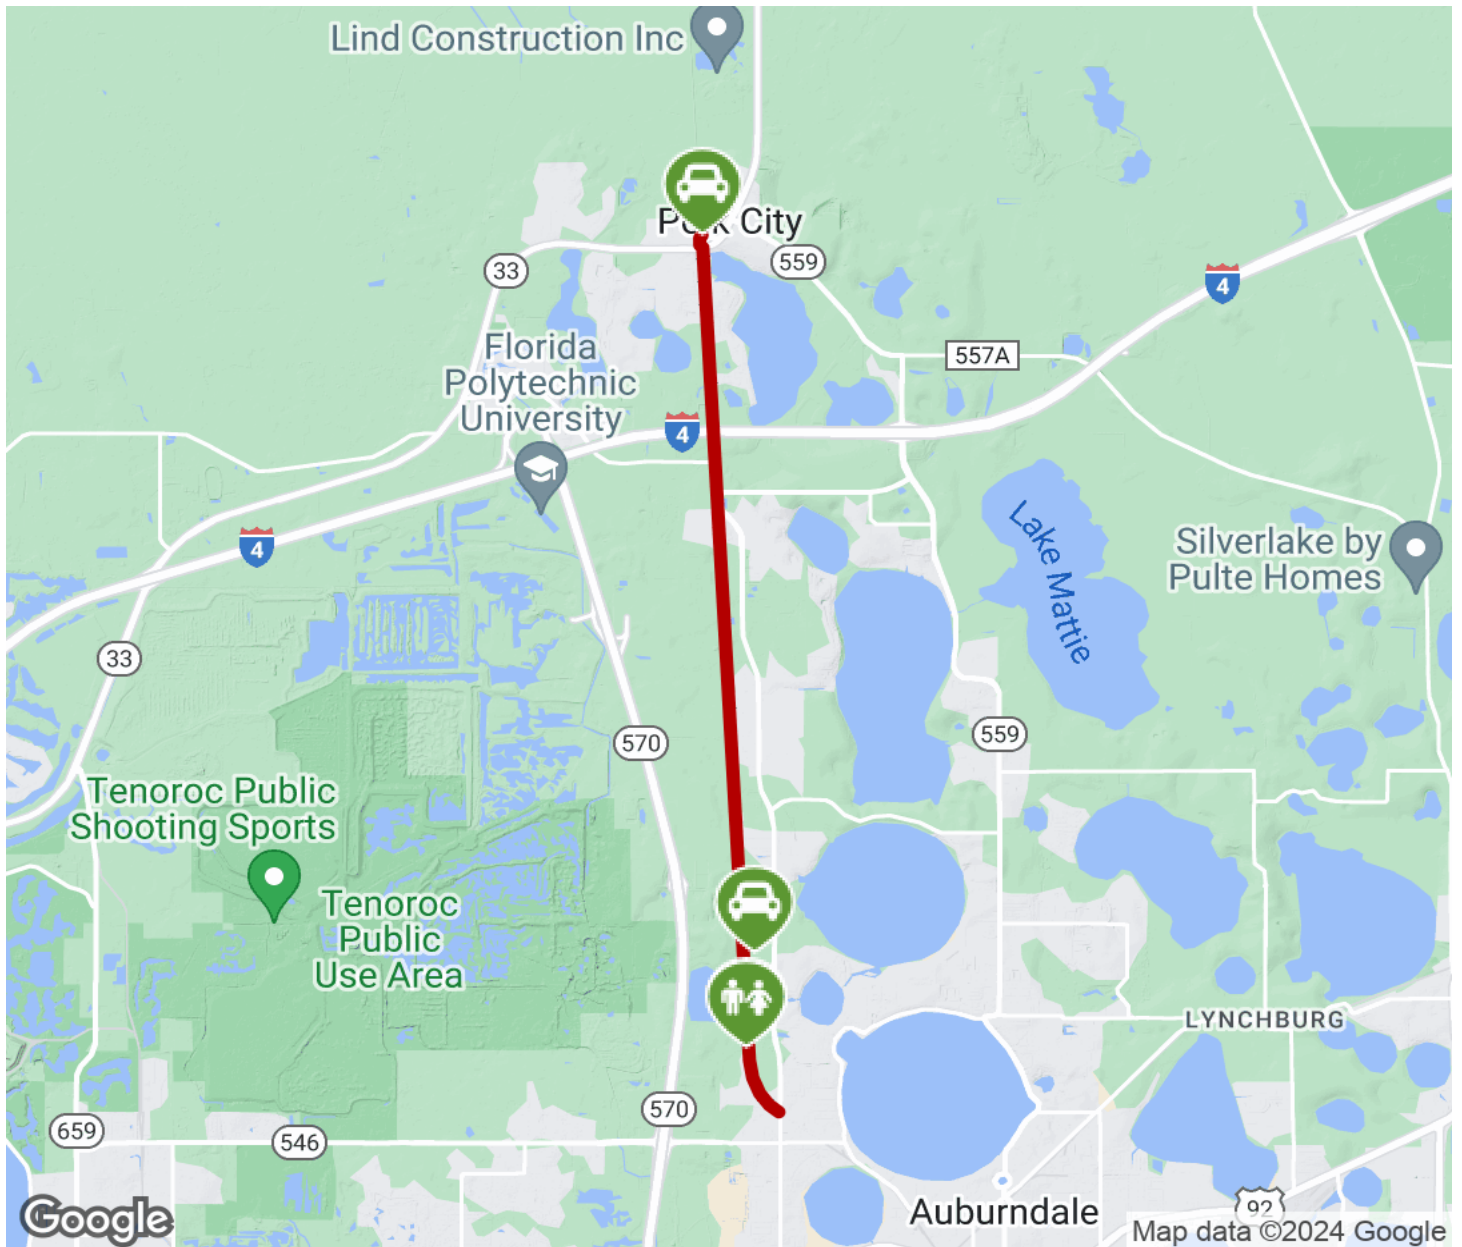 Lind Construction Inc
Polk City
33
559
4
557A
Florida
Polytechnic
University
4
4
Lake Mattie
Silverlake by
Pulte Homes
33
570
559
Tenoroc Public
Shooting Sports
Tenoroc
Public
Use Area
LYNCHBURG
570
659
546
Auburndale
92
Google
Map data ©2024 Google